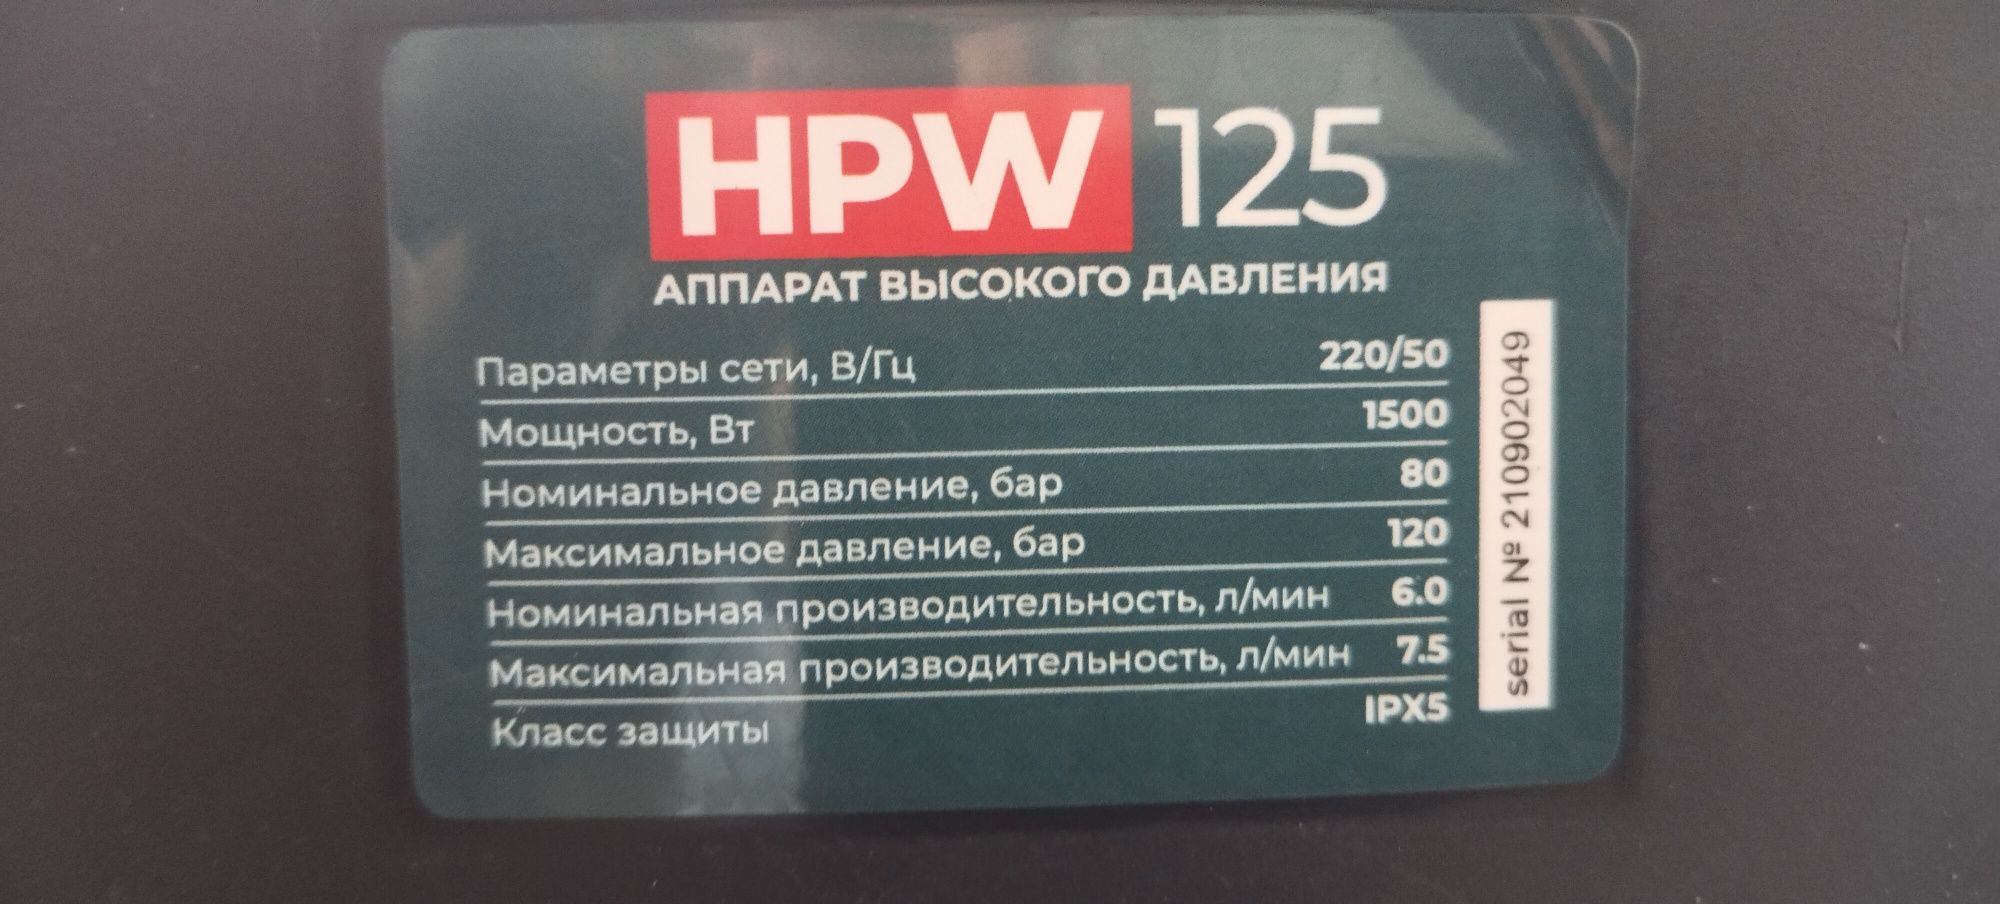 HPW 125
АППАРАТ ВЫСОКОГО ДАВЛЕНИЯ
Параметры сети, В/Гц 220/50
Мощность, Вт 1500
Номинальное давление, бар 80
Максимальное давление, бар 120
Номинальная производительность, л/мин 6.0
Максимальная производительность, л/мин 7.5
Класс защиты IPX5
serial № 210902049